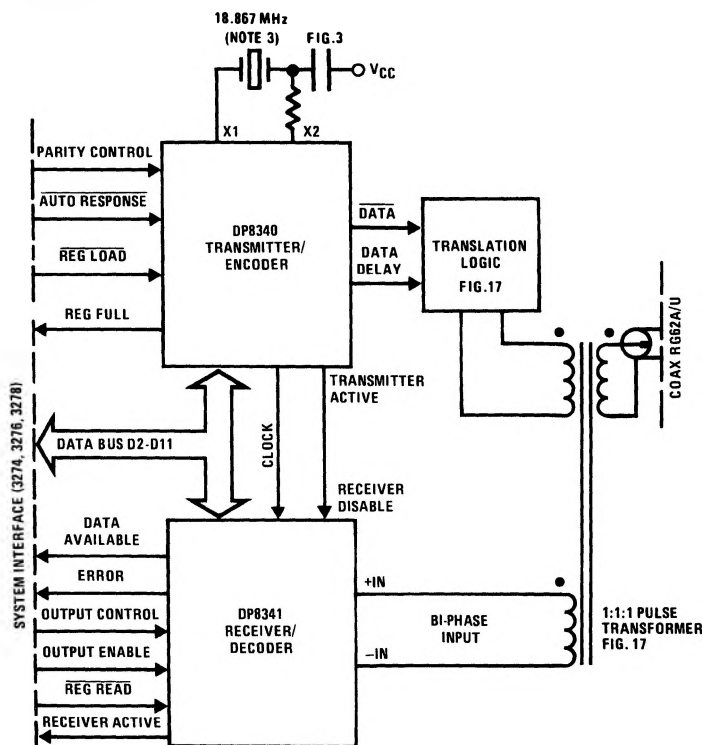 18.867 MHz
(NOTE 3)
FIG.3
VCC
X1
X2
PARITY CONTROL
AUTO RESPONSE
REG LOAD
REG FULL
DP8340
TRANSMITTER/
ENCODER
DATA
DATA
DELAY
TRANSLATION
LOGIC
FIG.17
COAX RG62A/U
TRANSMITTER
ACTIVE
CLOCK
RECEIVER
DISABLE
DATA BUS D2-D11
SYSTEM INTERFACE (3274, 3276, 3278)
DATA
AVAILABLE
ERROR
OUTPUT CONTROL
OUTPUT ENABLE
REG READ
RECEIVER ACTIVE
DP8341
RECEIVER/
DECODER
+IN
BI-PHASE
INPUT
–IN
1:1:1 PULSE
TRANSFORMER
FIG. 17